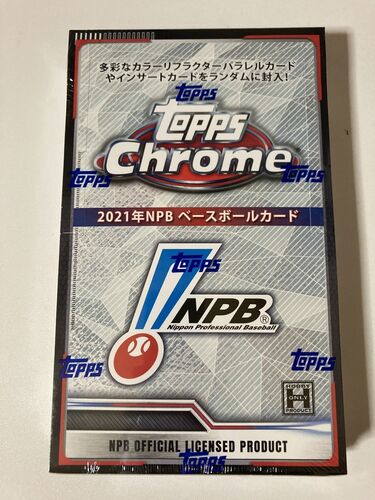 多彩なカラーリフラクターパラレルカード
やインサートカードをランダムに封入!
Topps
Topps
Chrome
Topps
Topps
2021年NPB ベースボールカード
Topps
NPB®
Nippon Professional Baseball
Topps
Topps
HOBBY
H
ONLY
PRODUCT
NPB OFFICIAL LICENSED PRODUCT
Topps